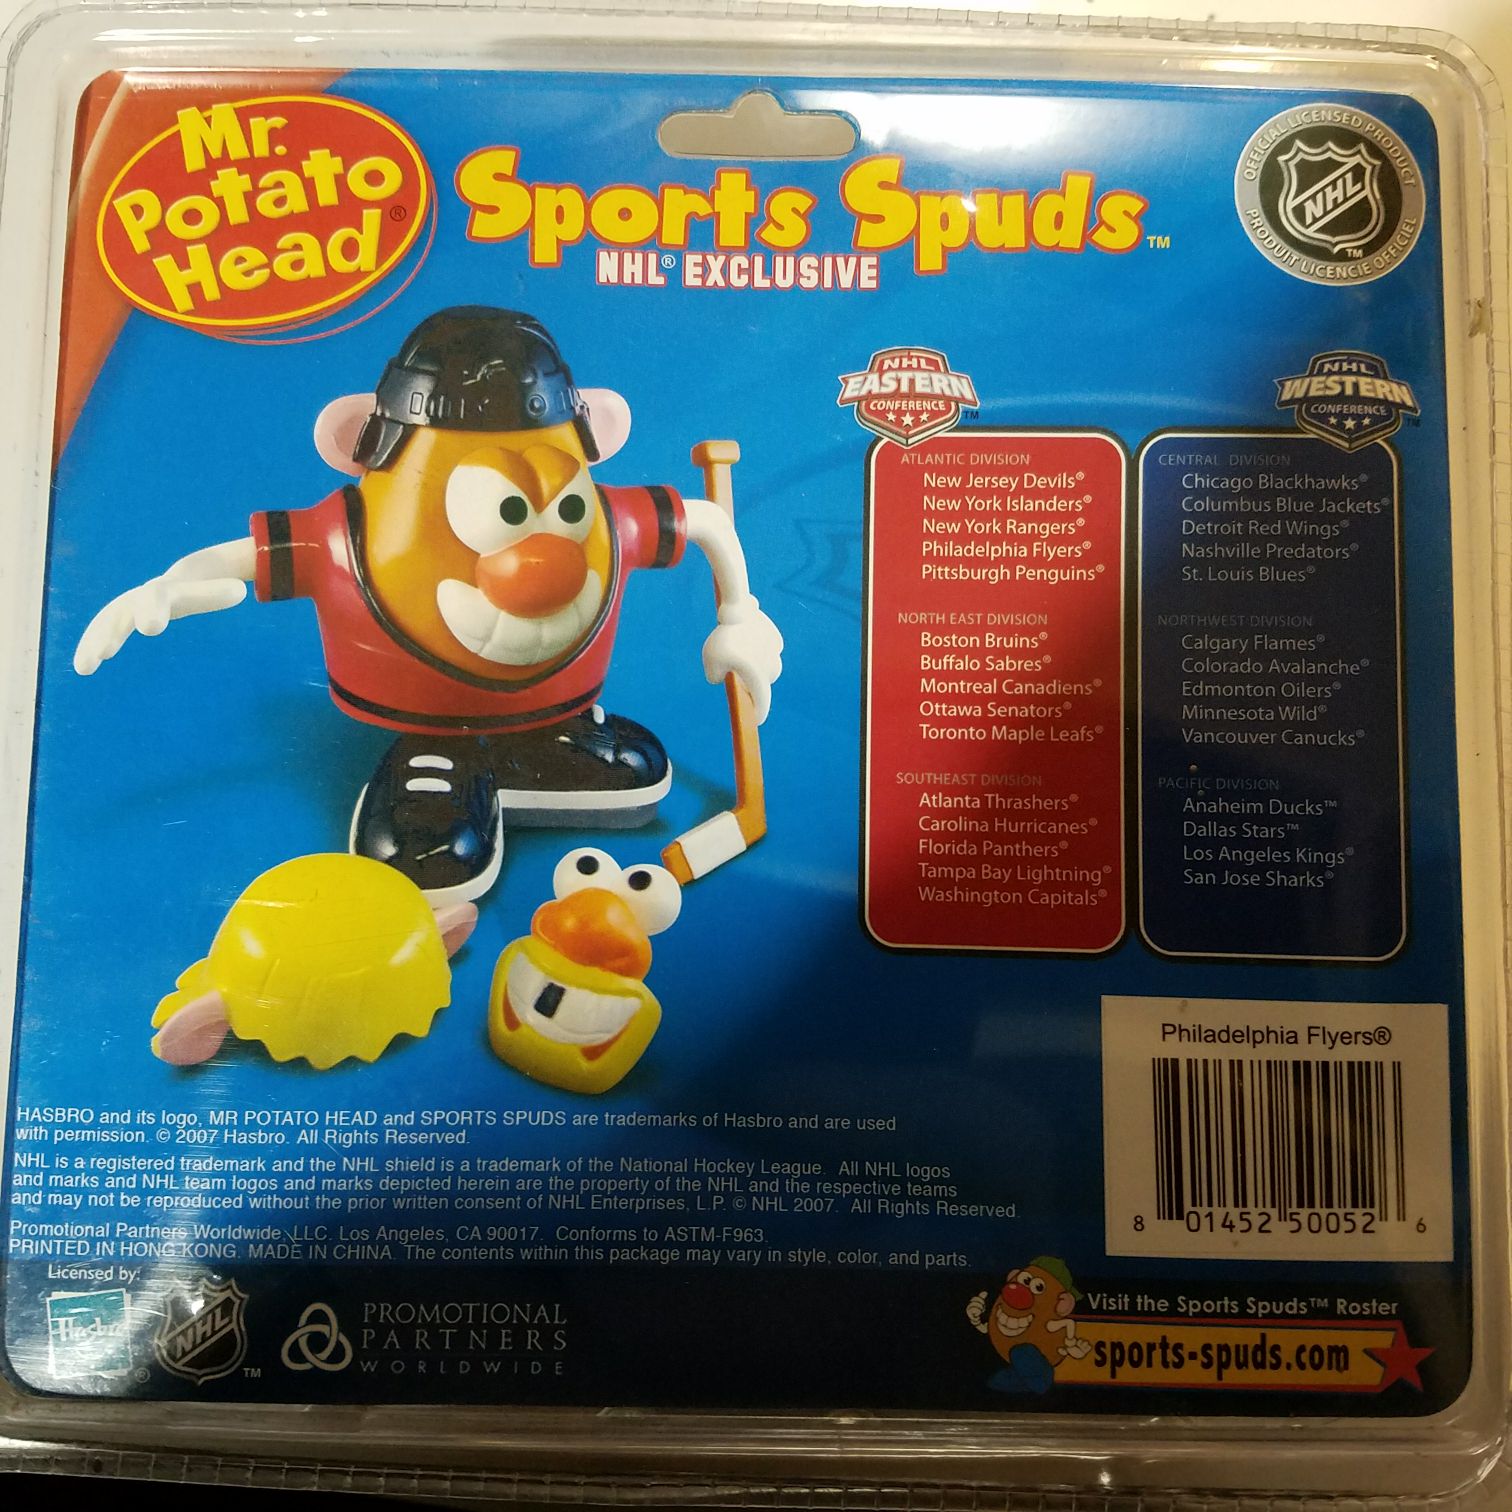 Mr.
Potato
Head®
Sports Spuds™
NHL® EXCLUSIVE
OFFICIAL LICENSED PRODUCT
NHL
™
PRODUIT LICENCIE OFFICIEL
NHL
EASTERN
CONFERENCE
™
ATLANTIC DIVISION
New Jersey Devils®
New York Islanders®
New York Rangers®
Philadelphia Flyers®
Pittsburgh Penguins®
NORTH EAST DIVISION
Boston Bruins®
Buffalo Sabres®
Montreal Canadiens®
Ottawa Senators®
Toronto Maple Leafs®
SOUTHEAST DIVISION
Atlanta Thrashers®
Carolina Hurricanes®
Florida Panthers®
Tampa Bay Lightning®
Washington Capitals®
NHL
WESTERN
CONFERENCE
™
CENTRAL DIVISION
Chicago Blackhawks®
Columbus Blue Jackets®
Detroit Red Wings®
Nashville Predators®
St. Louis Blues®
NORTHWEST DIVISION
Calgary Flames®
Colorado Avalanche®
Edmonton Oilers®
Minnesota Wild®
Vancouver Canucks®
PACIFIC DIVISION
Anaheim Ducks™
Dallas Stars™
Los Angeles Kings®
San Jose Sharks®
Philadelphia Flyers®
8 01452 50052 6
HASBRO and its logo, MR POTATO HEAD and SPORTS SPUDS are trademarks of Hasbro and are used
with permission. © 2007 Hasbro. All Rights Reserved.
NHL is a registered trademark and the NHL shield is a trademark of the National Hockey League. All NHL logos
and marks and NHL team logos and marks depicted herein are the property of the NHL and the respective teams
and may not be reproduced without the prior written consent of NHL Enterprises, L.P. © NHL 2007. All Rights Reserved.
Promotional Partners Worldwide, LLC. Los Angeles, CA 90017. Conforms to ASTM-F963.
PRINTED IN HONG KONG. MADE IN CHINA. The contents within this package may vary in style, color, and parts.
Licensed by:
Hasbro
®
NHL
™
PROMOTIONAL
PARTNERS
WORLDWIDE
Visit the Sports Spuds™ Roster
sports-spuds.com